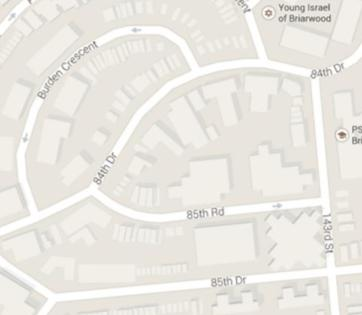 Young Israel
of Briarwood
Burden Crescent
84th Dr
84th Dr
PS
Bri
85th Rd
143rd St
85th Dr